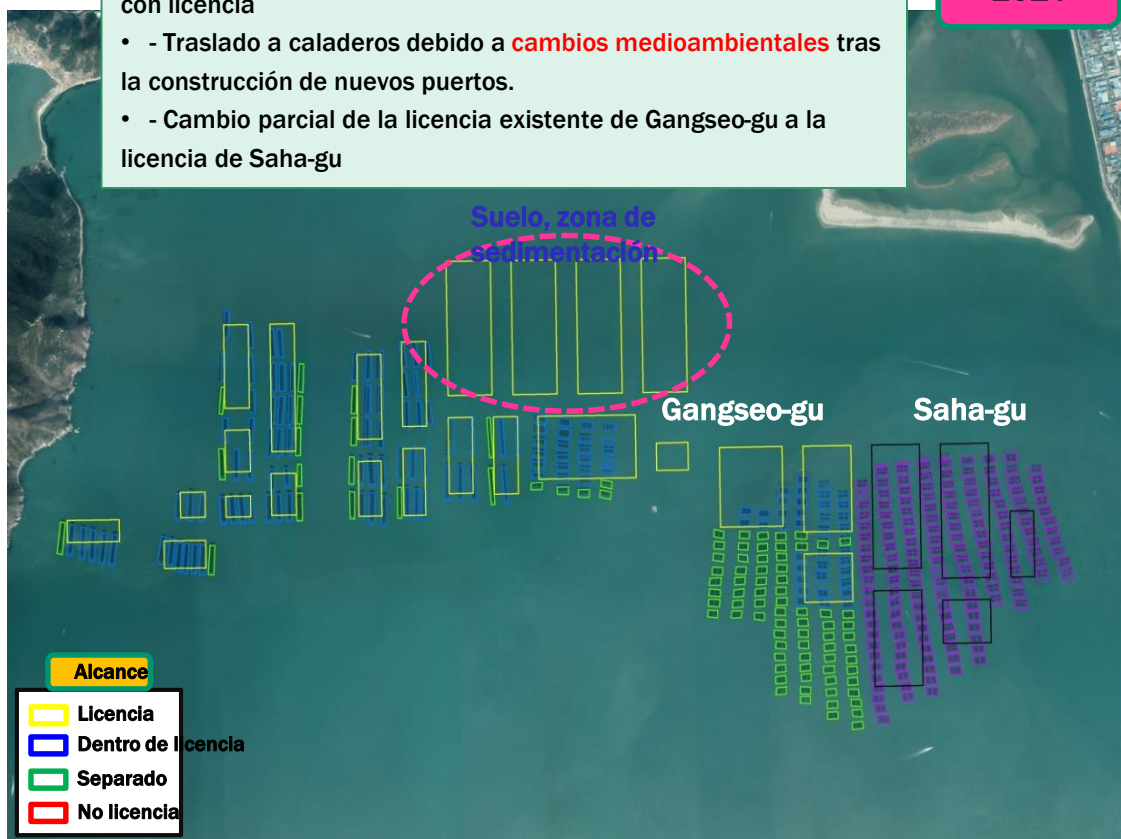 con licencia
• - Traslado a caladeros debido a cambios medioambientales tras
la construcción de nuevos puertos.
• - Cambio parcial de la licencia existente de Gangseo-gu a la
licencia de Saha-gu
Suelo, zona de
sedimentación
Gangseo-gu
Saha-gu
Alcance
Licencia
Dentro de licencia
Separado
No licencia